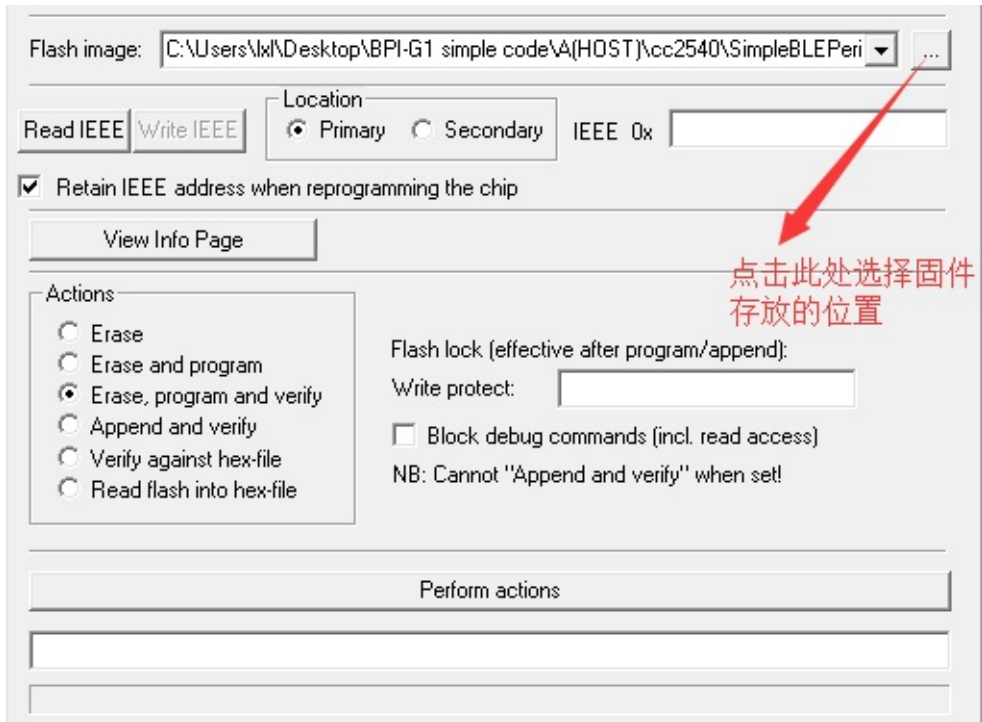 Flash image: C:\Users\lxl\Desktop\BPI-G1 simple code\A(HOST)\cc2540\SimpleBLEPeri ...
Location
Read IEEE Write IEEE Primary Secondary IEEE 0x
Retain IEEE address when reprogramming the chip
View Info Page
点击此处选择固件
存放的位置
Actions
Erase
Erase and program
Erase, program and verify
Append and verify
Verify against hex-file
Read flash into hex-file
Flash lock (effective after program/append):
Write protect:
Block debug commands (incl. read access)
NB: Cannot "Append and verify" when set!
Perform actions